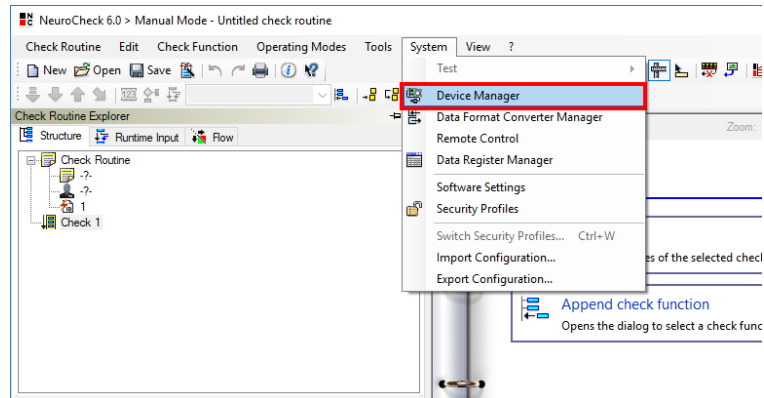 NeuroCheck 6.0 > Manual Mode - Untitled check routine
Check Routine Edit Check Function Operating Modes Tools System View ?
New Open Save
Check Routine Explorer
Structure Runtime Input Flow
Check Routine
-?-
-?-
1
Check 1
Test
Device Manager
Data Format Converter Manager
Remote Control
Data Register Manager
Software Settings
Security Profiles
Switch Security Profiles... Ctrl+W
Import Configuration...
Export Configuration...
Zoom:
es of the selected chec
Append check function
Opens the dialog to select a check func